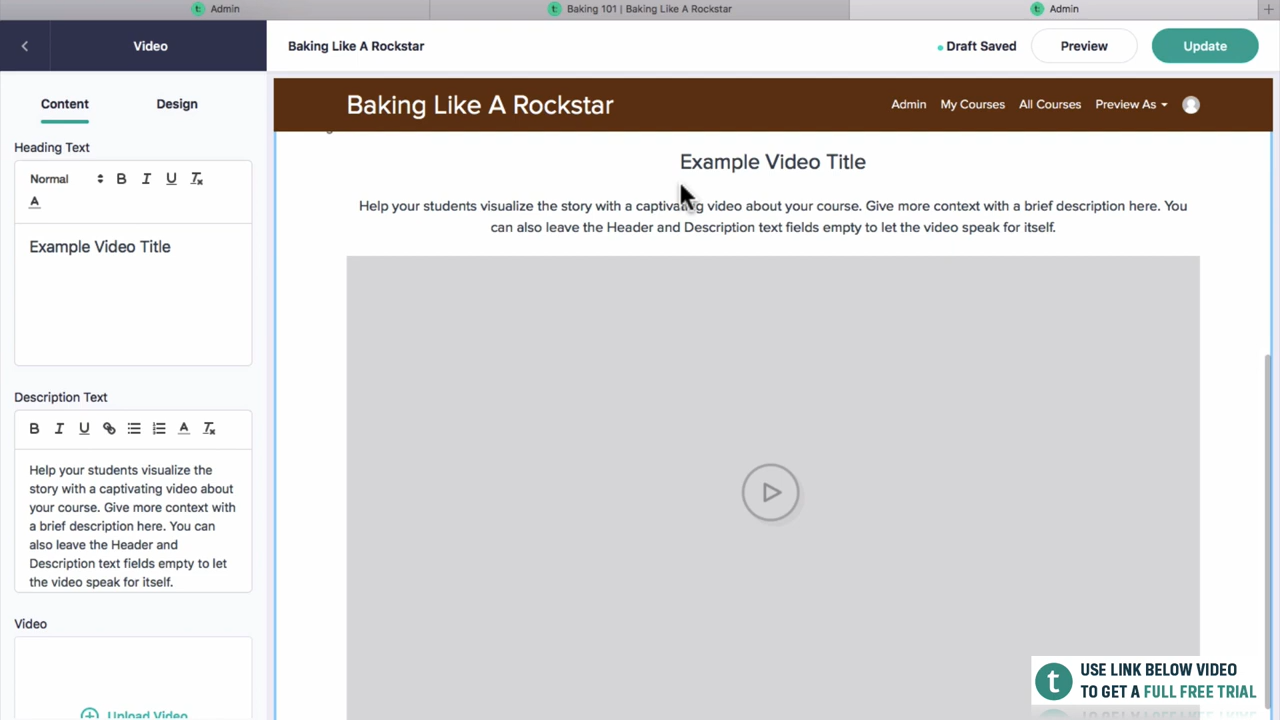 Admin
Baking 101 | Baking Like A Rockstar
Admin
Video
Baking Like A Rockstar
Draft Saved
Preview
Update
Content
Design
Baking Like A Rockstar
Admin
My Courses
All Courses
Preview As
Heading Text
Normal
B I U Tx
A
Example Video Title
Description Text
B I U A Tx
Help your students visualize the
story with a captivating video about
your course. Give more context with
a brief description here. You can
also leave the Header and
Description text fields empty to let
the video speak for itself.
Video
Upload Video
Example Video Title
Help your students visualize the story with a captivating video about your course. Give more context with a brief description here. You
can also leave the Header and Description text fields empty to let the video speak for itself.
t
USE LINK BELOW VIDEO
TO GET A FULL FREE TRIAL